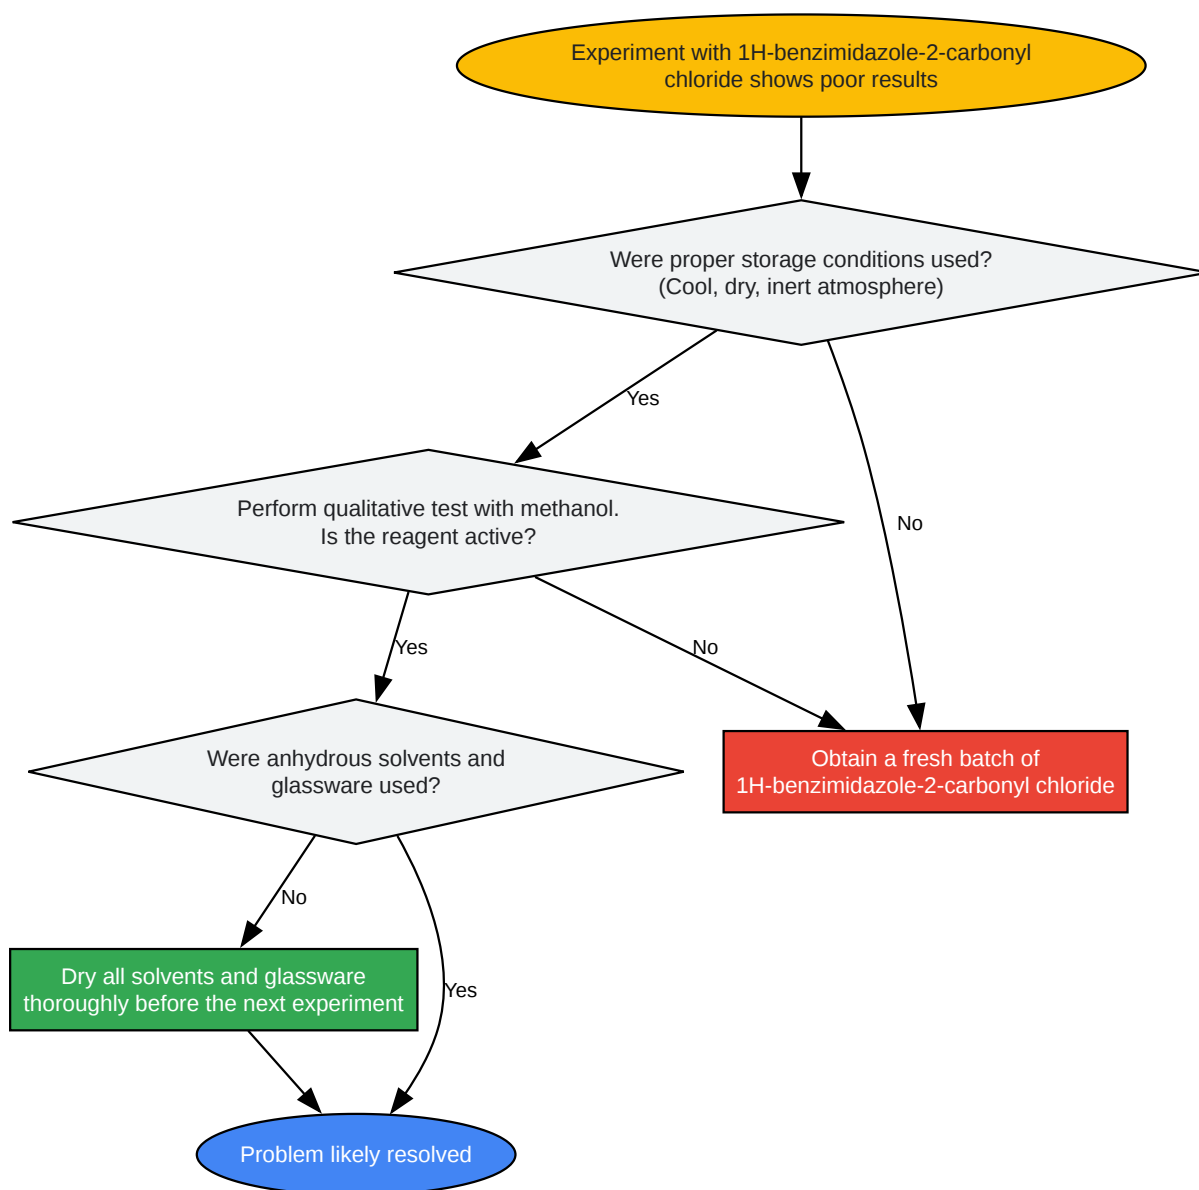 Experiment with 1H-benzimidazole-2-carbonyl
chloride shows poor results
Were proper storage conditions used?
(Cool, dry, inert atmosphere)
Yes
No
Perform qualitative test with methanol.
Is the reagent active?
Yes
No
Were anhydrous solvents and
glassware used?
Obtain a fresh batch of
1H-benzimidazole-2-carbonyl chloride
No
Yes
Dry all solvents and glassware
thoroughly before the next experiment
Problem likely resolved